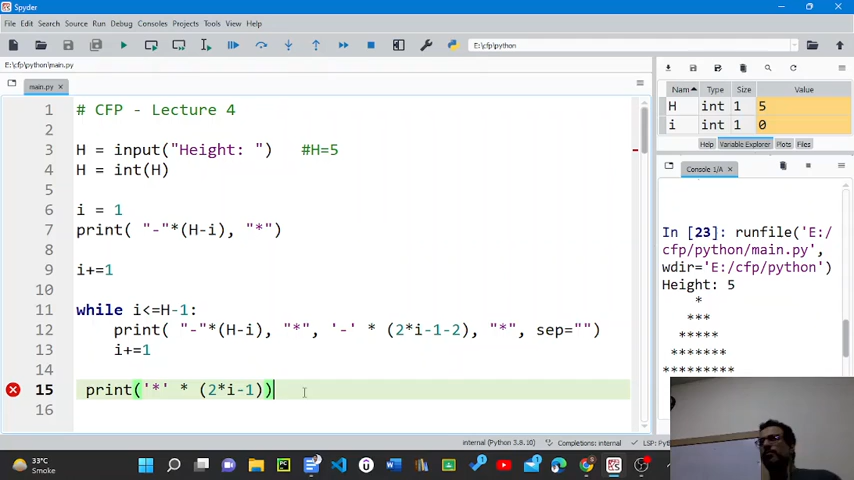 Spyder
File Edit Search Source Run Debug Consoles Projects Tools View Help
E:\cfp\python
E:\cfp\python\main.py
main.py
1 # CFP - Lecture 4
2
3 H = input("Height: ") #H=5
4 H = int(H)
5
6 i = 1
7 print( "-"*(H-i), "*")
8
9 i+=1
10
11 while i<=H-1:
12 print( "-"*(H-i), "*", '-' * (2*i-1-2), "*", sep="")
13 i+=1
14
15 print('*' * (2*i-1))
16
Nam Type Size Value
H int 1 5
i int 1 0
Help Variable Explorer Plots Files
Console 1/A
In [23]: runfile('E:/
cfp/python/main.py',
wdir='E:/cfp/python')
Height: 5
*
***
*****
*******
*********
internal (Python 3.8.10) Completions: internal LSP:
33°C
Smoke